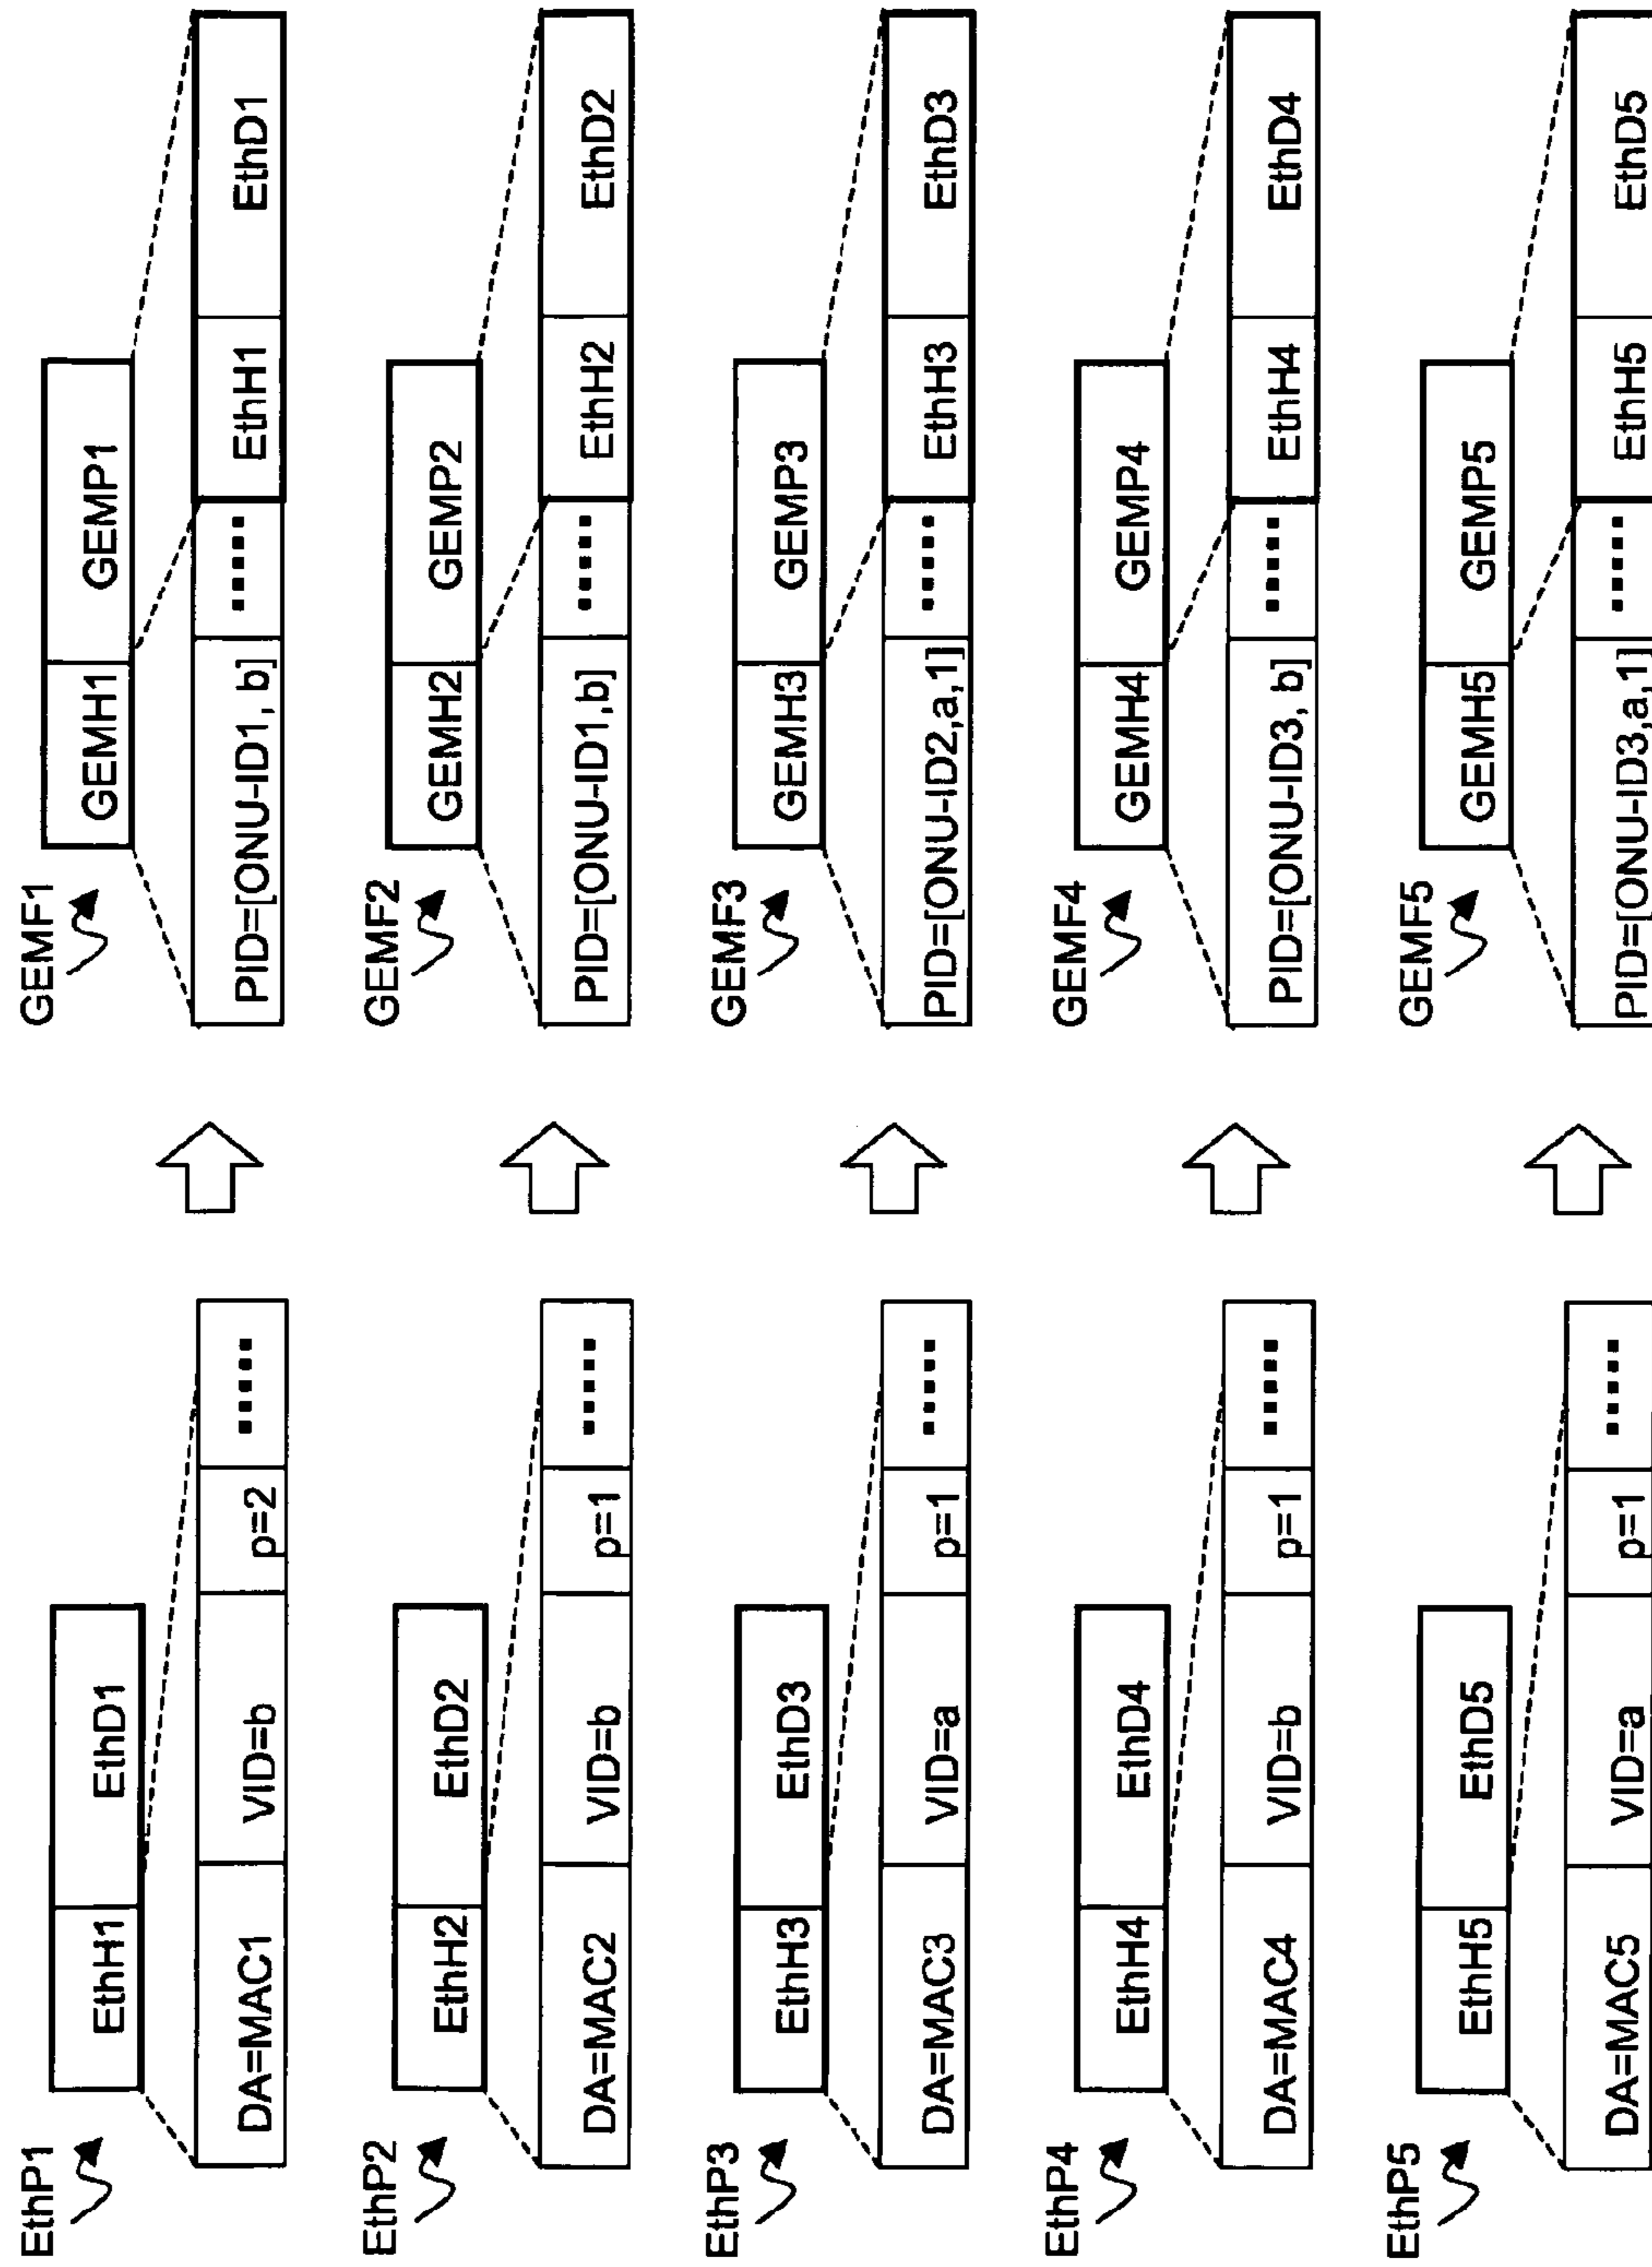 EthP1
EthH1 EthD1
DA=MAC1 VID=b p=2 .....
GEMF1
GEMH1 GEMP1
PID=[ONU-ID1, b] ..... EthH1 EthD1
EthP2
EthH2 EthD2
DA=MAC2 VID=b p=1 .....
GEMF2
GEMH2 GEMP2
PID=[ONU-ID1,b] ..... EthH2 EthD2
EthP3
EthH3 EthD3
DA=MAC3 VID=a p=1 .....
GEMF3
GEMH3 GEMP3
PID=[ONU-ID2,a,1] ..... EthH3 EthD3
EthP4
EthH4 EthD4
DA=MAC4 VID=b p=1 .....
GEMF4
GEMH4 GEMP4
PID=[ONU-ID3, b] ..... EthH4 EthD4
EthP5
EthH5 EthD5
DA=MAC5 VID=a p=1 .....
GEMF5
GEMH5 GEMP5
PID=[ONU-ID3,a,1] ..... EthH5 EthD5